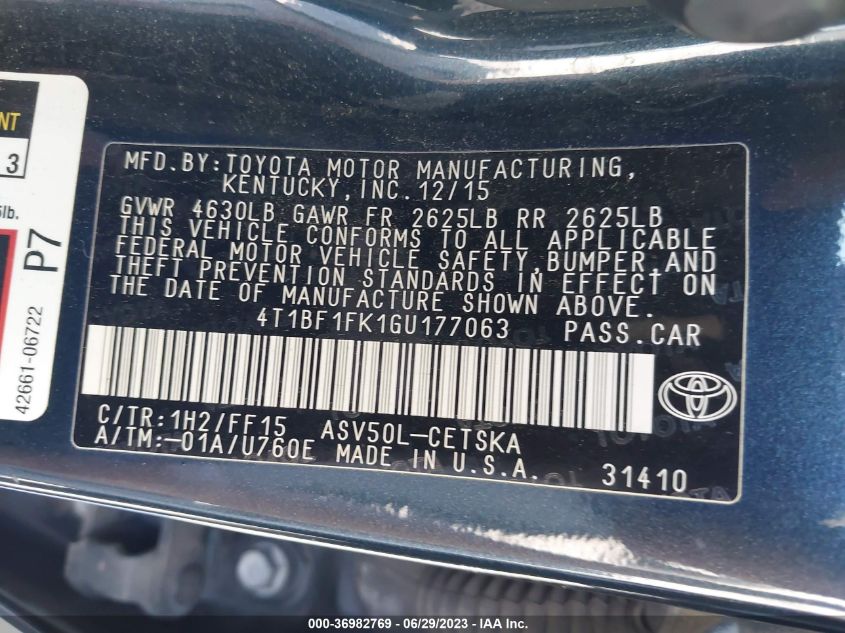 NT
3
5lb.
P7
42661-06722
MFD.BY:TOYOTA MOTOR MANUFACTURING,
KENTUCKY,INC.12/15
GVWR 4630LB GAWR FR 2625LB RR 2625LB
THIS VEHICLE CONFORMS TO ALL APPLICABLE
FEDERAL MOTOR VEHICLE SAFETY,BUMPER,AND
THEFT PREVENTION STANDARDS IN EFFECT ON
THE DATE OF MANUFACTURE SHOWN ABOVE.
4T1BF1FK1GU177063 PASS.CAR
C/TR:1H2/FF15 ASV50L-CETSKA
A/TM:-01A/U760E MADE IN U.S.A. 31410
000-36982769 - 06/29/2023 - IAAI.com.